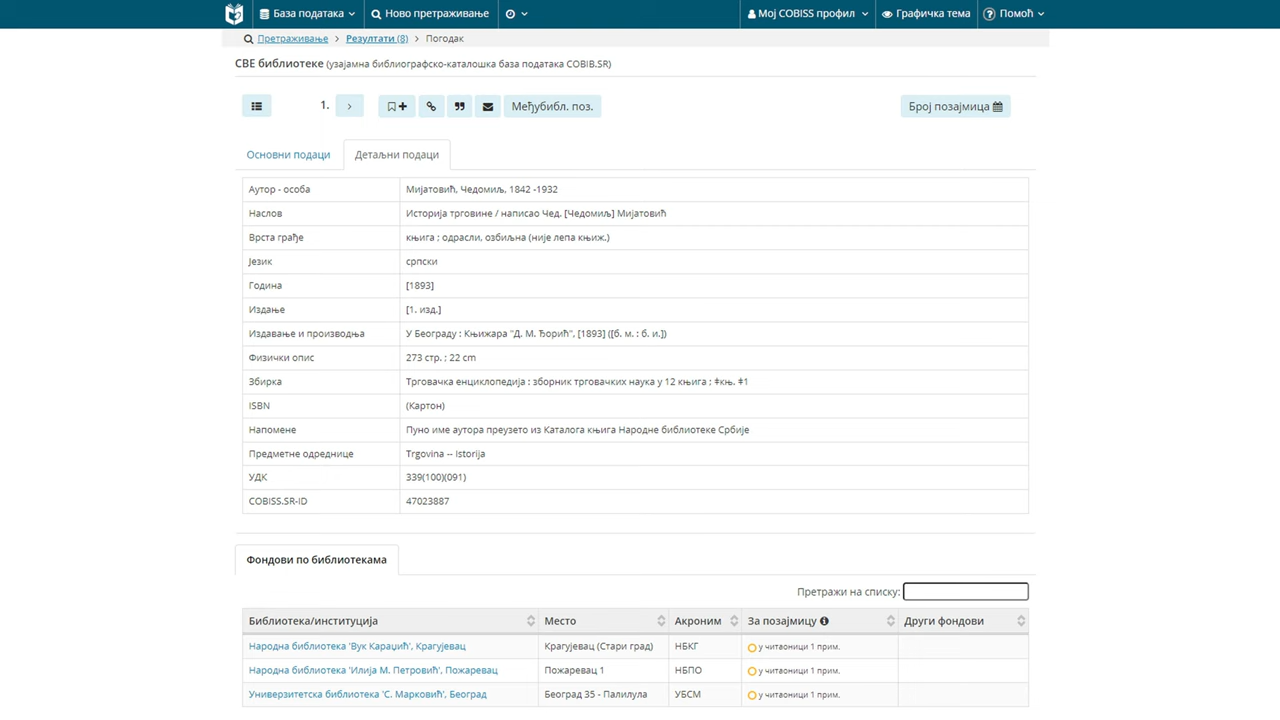 База података Ново претраживање Мој COBISS профил Графичка тема Помоћ
Претраживање > Резултати (8) > Погодак
СВЕ библиотеке (узајамна библиографско-каталошка база података COBIB.SR)
1. > Међубибл. поз. Број позајмица
Основни подаци Детаљни подаци
Аутор - особа Мијатовић, Чедомиљ, 1842 -1932
Наслов Историја трговине / написао Чед. [Чедомиљ] Мијатовић
Врста грађе књига ; одрасли, озбиљна (није лепа књиж.)
Језик српски
Година [1893]
Издање [1. изд.]
Издавање и производња У Београду : Књижара "Д. М. Ђорић", [1893] ([б. м. : б. и.])
Физички опис 273 стр. ; 22 cm
Збирка Трговачка енциклопедија : зборник трговачких наука у 12 књига ; ǂкњ. ǂ1
ISBN (Картон)
Напомене Пуно име аутора преузето из Каталога књига Народне библиотеке Србије
Предметне одреднице Trgovina -- Istorija
УДК 339(100)(091)
COBISS.SR-ID 47023887
Фондови по библиотекама
Претражи на списку:
Библиотека/институција Место Акроним За позајмицу Други фондови
Народна библиотека 'Вук Караџић', Крагујевац Крагујевац (Стари град) НБКГ у читаоници 1 прим.
Народна библиотека 'Илија М. Петровић', Пожаревац Пожаревац 1 НБПО у читаоници 1 прим.
Универзитетска библиотека 'С. Марковић', Београд Београд 35 - Палилула УБСМ у читаоници 1 прим.